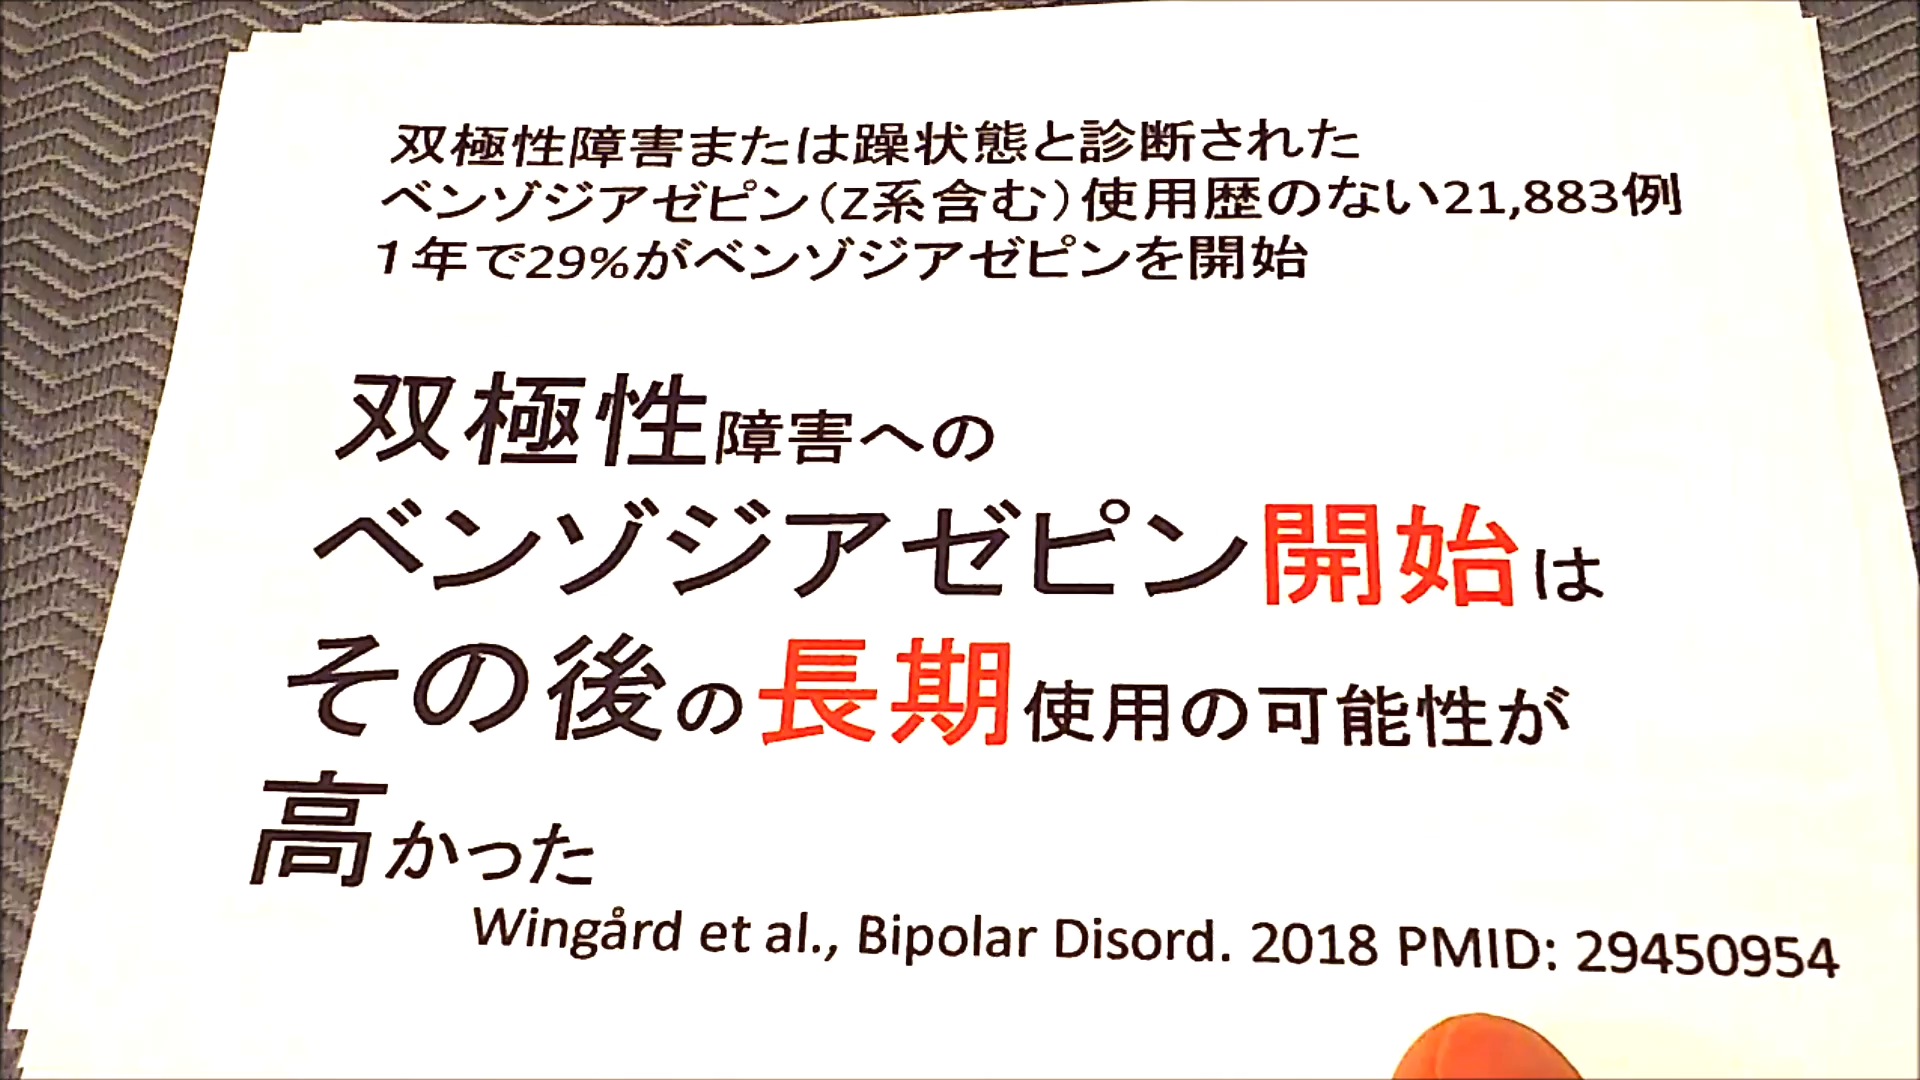 双極性障害または躁状態と診断された
ベンゾジアゼピン（Z系含む）使用歴のない21,883例
１年で29%がベンゾジアゼピンを開始
双極性障害への
ベンゾジアゼピン開始は
その後の長期使用の可能性が
高かった
Wingård et al., Bipolar Disord. 2018 PMID: 29450954